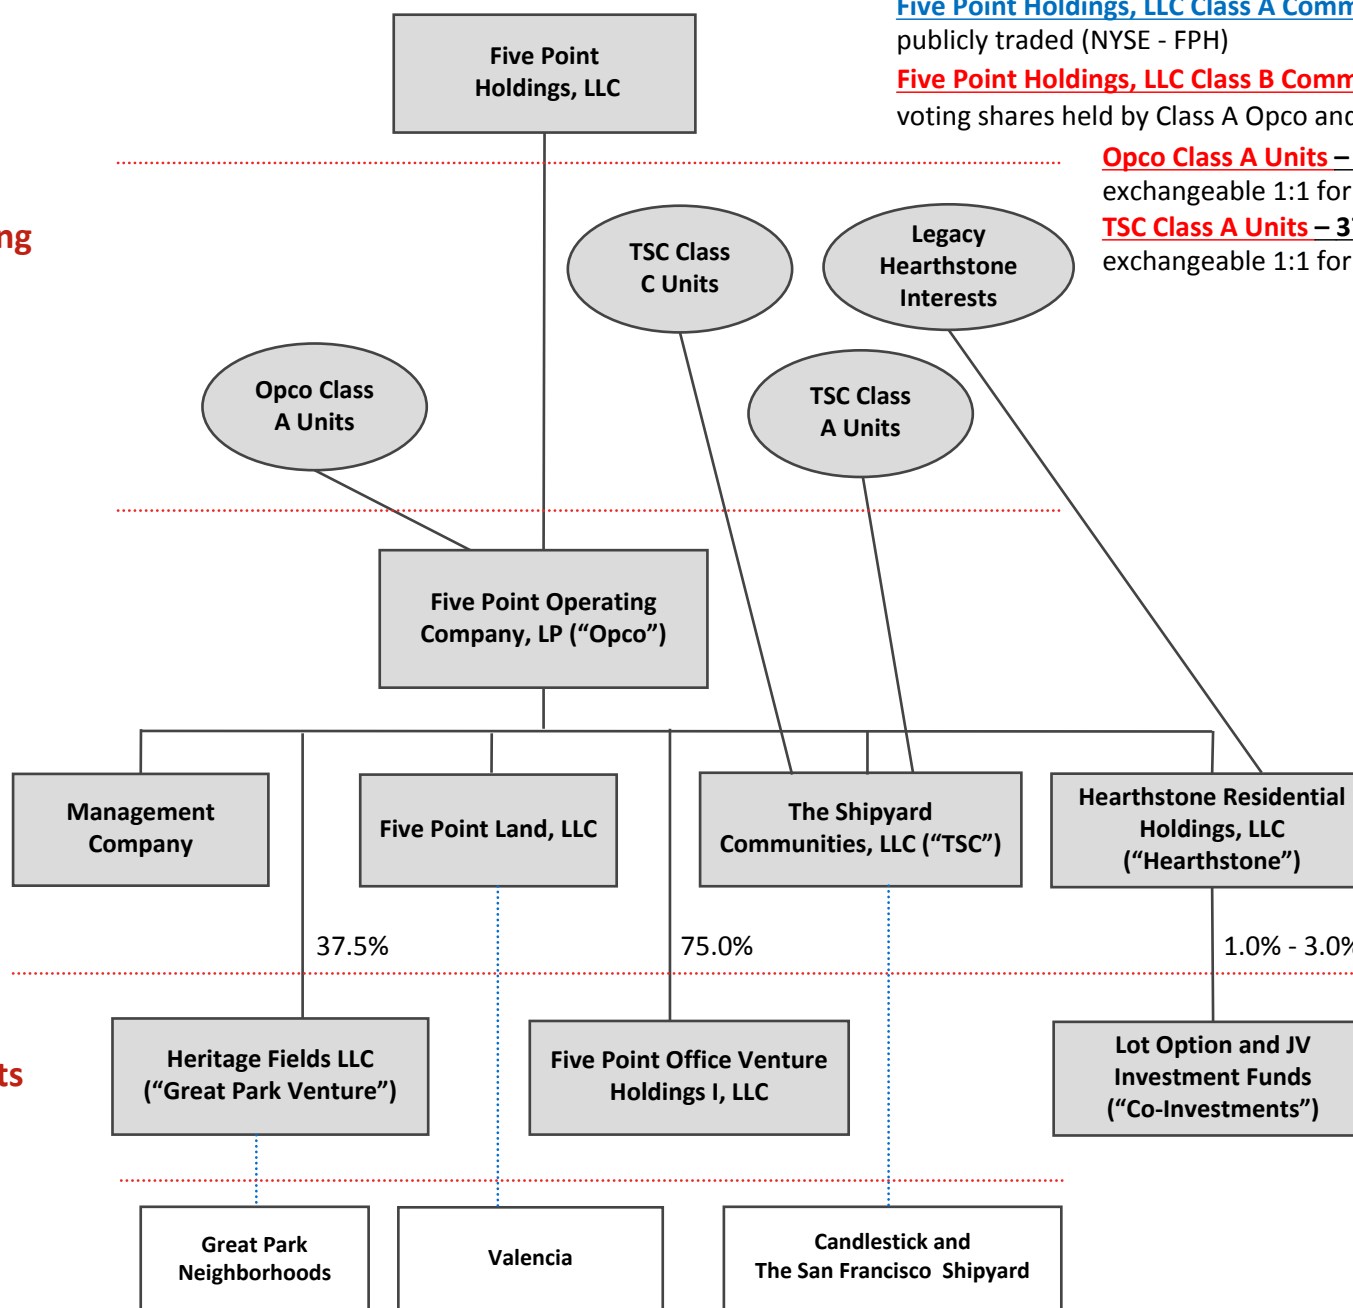 Five Point Holdings, LLC Class A
publicly traded (NYSE - FPH)
Five Point Holdings, LLC Class B
voting shares held by Class A Opco and
Opco Class A Units –
exchangeable 1:1 for
TSC Class A Units –
exchangeable 1:1 for
Five Point
Holdings, LLC
TSC Class
C Units
Legacy
Hearthstone
Interests
Opco Class
A Units
TSC Class
A Units
Five Point Operating
Company, LP (“Opco”)
Management
Company
Five Point Land, LLC
The Shipyard
Communities, LLC (“TSC”)
Hearthstone Residential
Holdings, LLC
(“Hearthstone”)
37.5%
75.0%
1.0% - 3.0%
Heritage Fields LLC
(“Great Park Venture”)
Five Point Office Venture
Holdings I, LLC
Lot Option and JV
Investment Funds
(“Co-Investments”)
Great Park
Neighborhoods
Valencia
Candlestick and
The San Francisco Shipyard